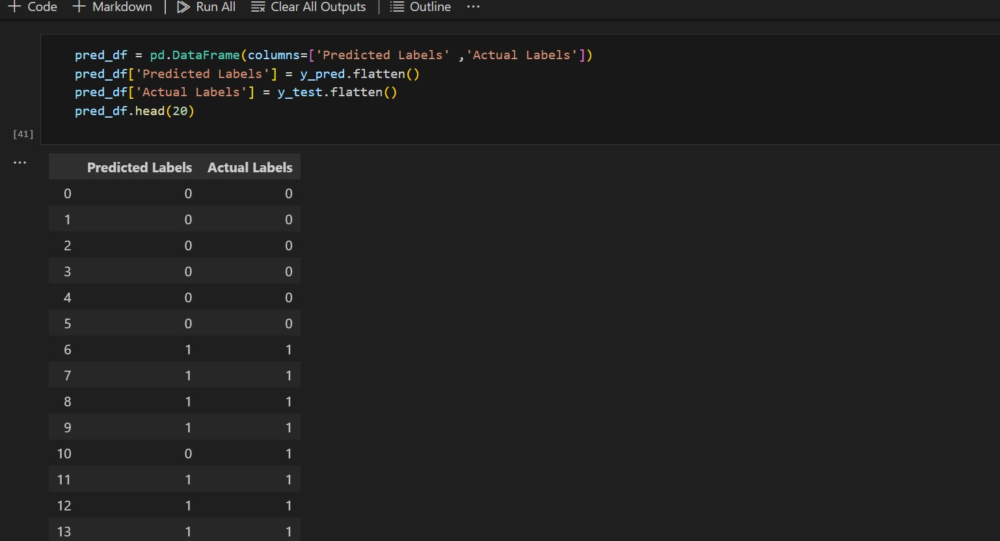 + Code + Markdown | Run All Clear All Outputs | Outline ...
pred_df = pd.DataFrame(columns=['Predicted Labels' ,'Actual Labels'])
pred_df['Predicted Labels'] = y_pred.flatten()
pred_df['Actual Labels'] = y_test.flatten()
pred_df.head(20)
[41]
...
Predicted Labels Actual Labels
0 0 0
1 0 0
2 0 0
3 0 0
4 0 0
5 0 0
6 1 1
7 1 1
8 1 1
9 1 1
10 0 1
11 1 1
12 1 1
13 1 1